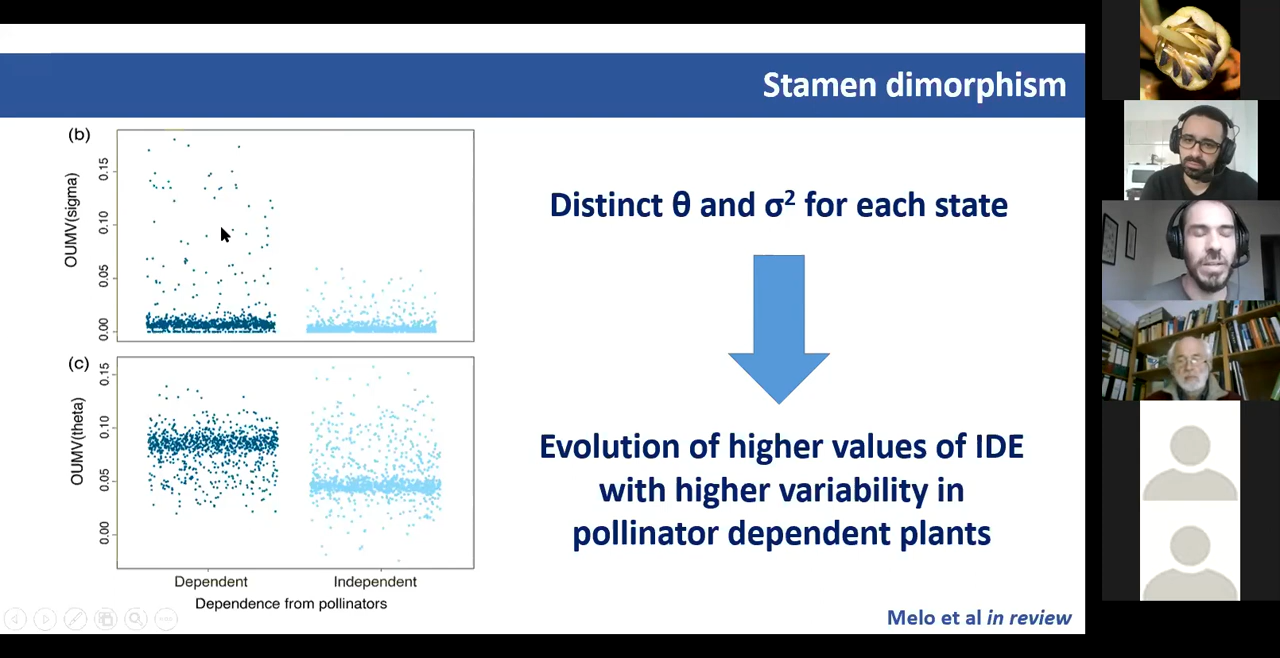 Stamen dimorphism
(b)
OUMV(sigma)
0.15
0.10
0.05
0.00
(c)
OUMV(theta)
0.15
0.10
0.05
0.00
Dependent Independent
Dependence from pollinators
Distinct θ and σ² for each state
Evolution of higher values of IDE
with higher variability in
pollinator dependent plants
Melo et al in review